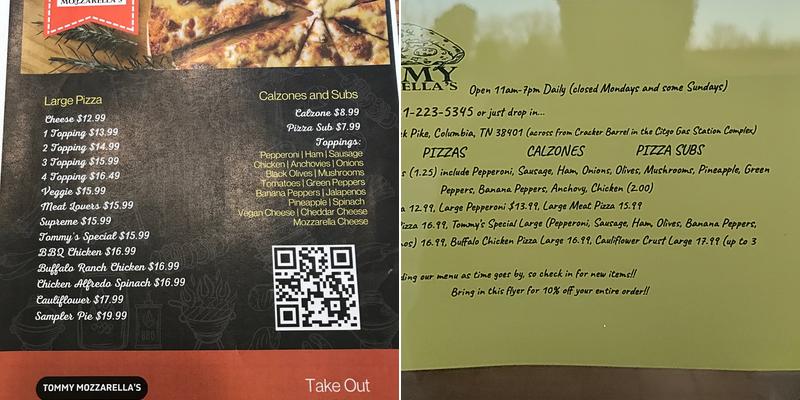 MOZZARELLA'S
Large Pizza
Cheese $12.99
1 Topping $13.99
2 Topping $14.99
3 Topping $15.99
4 Topping $16.49
Veggie $15.99
Meat Lovers $15.99
Supreme $15.99
Tommy's Special $15.99
BBQ Chicken $16.99
Buffalo Ranch Chicken $16.99
Chicken Alfredo Spinach $16.99
Cauliflower $17.99
Sampler Pie $19.99
Calzones and Subs
Calzone $8.99
Pizza Sub $7.99
Toppings:
Pepperoni | Ham | Sausage
Chicken | Anchovies | Onions
Black Olives | Mushrooms
Tomatoes | Green Peppers
Banana Peppers | Jalapenos
Pineapple | Spinach
Vegan Cheese | Cheddar Cheese
Mozzarella Cheese
TOMMY MOZZARELLA'S
Take Out
MY
ELLA'S
Open 11am-7pm Daily (closed Mondays and some Sundays)
1-223-5345 or just drop in...
k Pike, Columbia, TN 38401 (across from Cracker Barrel in the Citgo Gas Station Complex)
PIZZAS CALZONES PIZZA SUBS
s (1.25) include Pepperoni, Sausage, Ham, Onions, Olives, Mushrooms, Pineapple, Green
Peppers, Banana Peppers, Anchovy, Chicken (2.00)
a 12.99, Large Pepperoni $13.99, Large Meat Pizza 15.99
Pizza 16.99, Tommy's Special Large (Pepperoni, Sausage, Ham, Olives, Banana Peppers,
os) 16.99, Buffalo Chicken Pizza Large 16.99, Cauliflower Crust Large 17.99 (up to 3
ding our menu as time goes by, so check in for new items!!
Bring in this flyer for 10% off your entire order!!